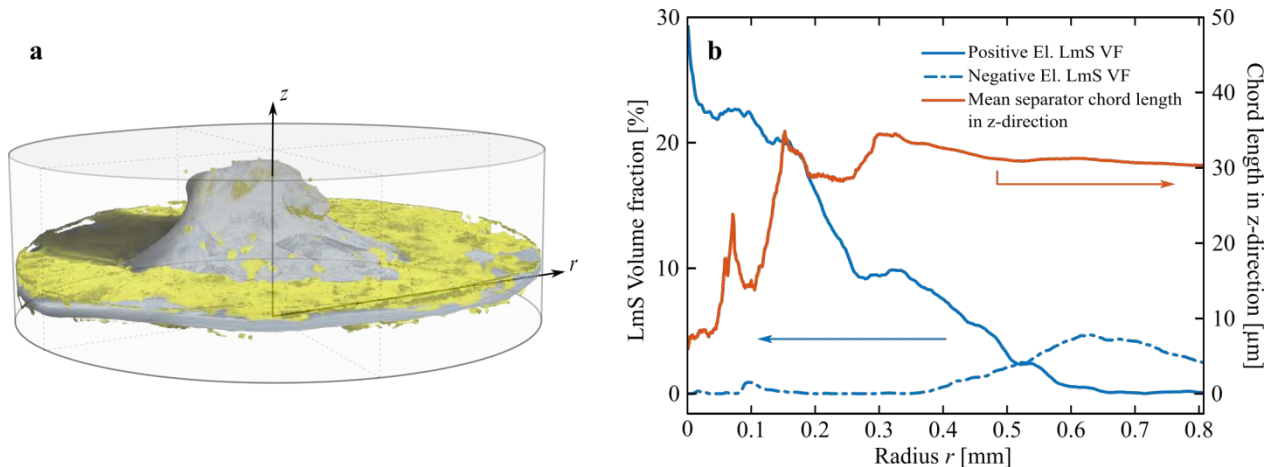 a
z
r
b
Positive El. LmS VF
Negative El. LmS VF
Mean separator chord length
in z-direction
LmS Volume fraction [%]
30
20
10
0
50
40
30
20
10
0
Chord length in z-direction [µm]
0 0.1 0.2 0.3 0.4 0.5 0.6 0.7 0.8
Radius r [mm]